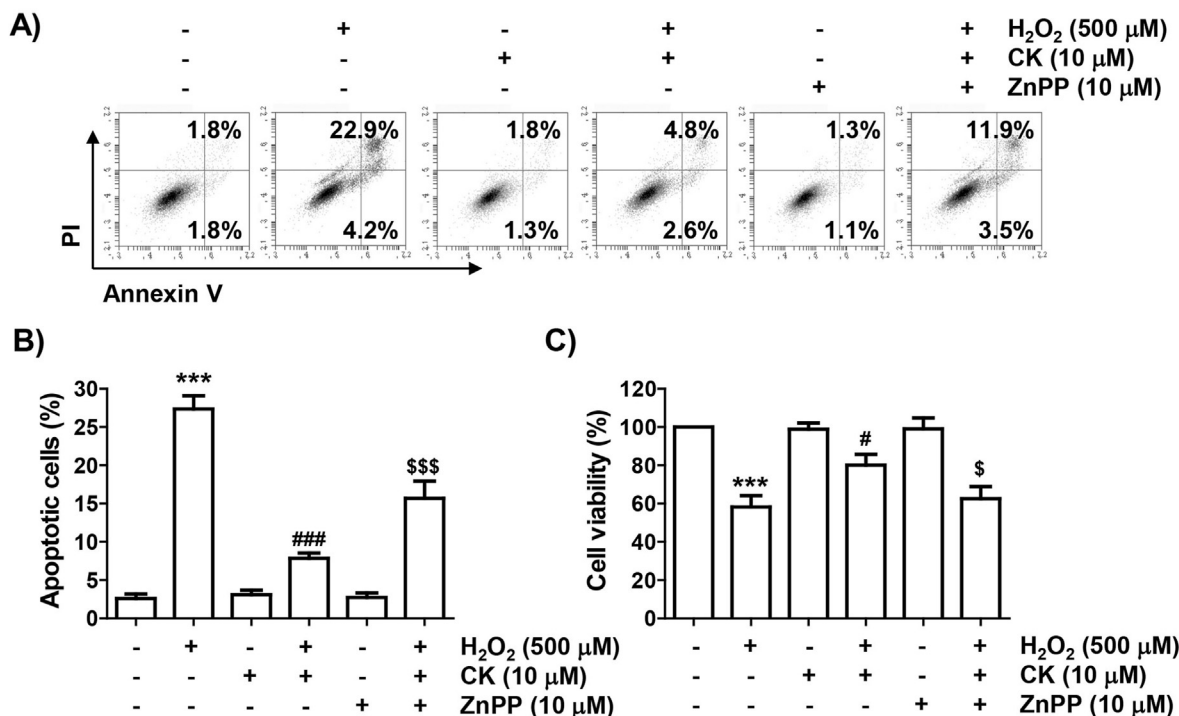 A)
- + - + - + H₂O₂ (500 μM)
- - + + - + CK (10 μM)
- - - - + + ZnPP (10 μM)
1.8% 22.9% 1.8% 4.8% 1.3% 11.9%
PI
1.8% 4.2% 1.3% 2.6% 1.1% 3.5%
Annexin V
B)
Apoptotic cells (%)
30
25
20
15
10
5
0
***
###
$$$
- + - + - + H₂O₂ (500 μM)
- - + + - + CK (10 μM)
- - - - + + ZnPP (10 μM)
C)
Cell viability (%)
120
100
80
60
40
20
0
***
#
$
- + - + - + H₂O₂ (500 μM)
- - + + - + CK (10 μM)
- - - - + + ZnPP (10 μM)